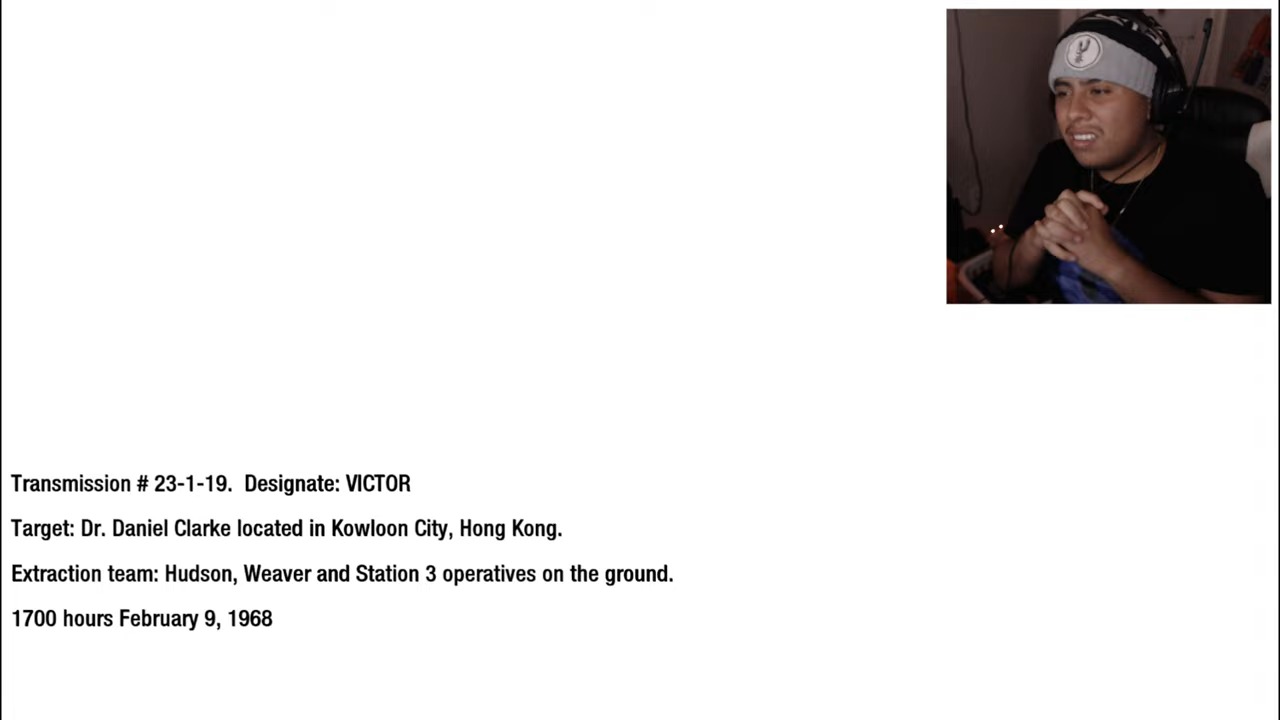 Transmission # 23-1-19.  Designate: VICTOR
Target: Dr. Daniel Clarke located in Kowloon City, Hong Kong.
Extraction team: Hudson, Weaver and Station 3 operatives on the ground.
1700 hours February 9, 1968